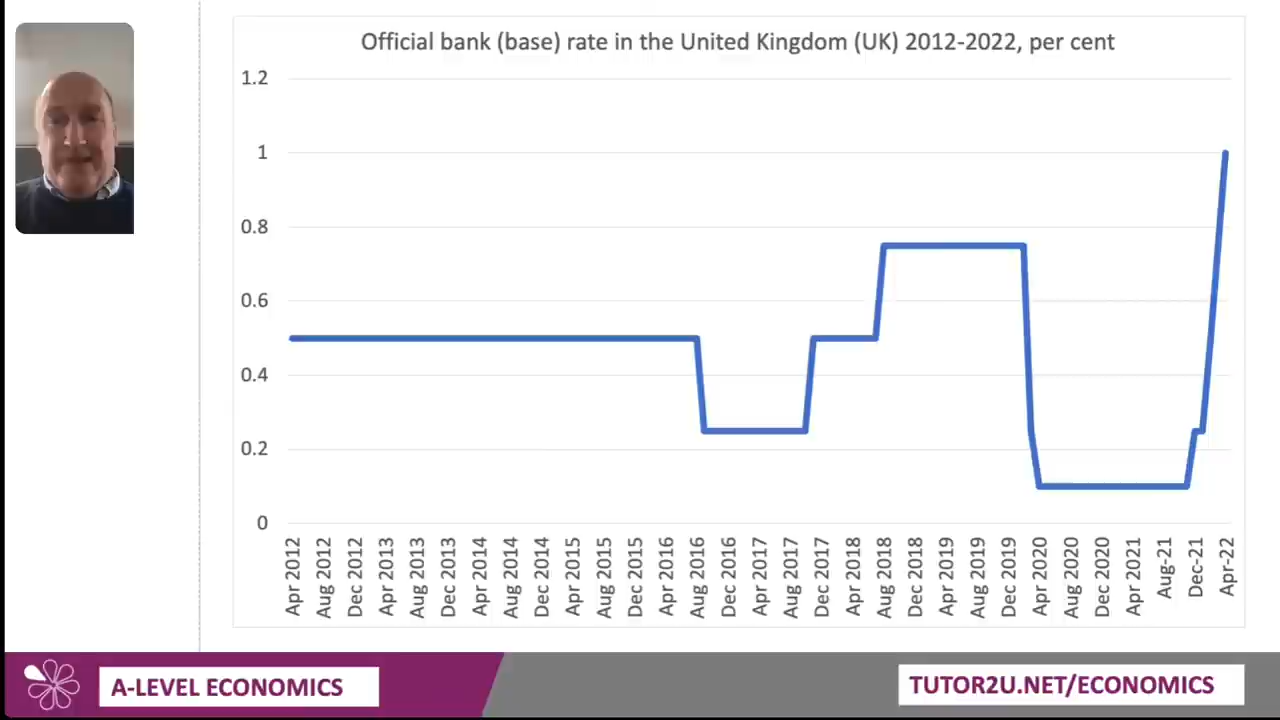 Official bank (base) rate in the United Kingdom (UK) 2012-2022, per cent
1.2
1
0.8
0.6
0.4
0.2
0
Apr 2012
Aug 2012
Dec 2012
Apr 2013
Aug 2013
Dec 2013
Apr 2014
Aug 2014
Dec 2014
Apr 2015
Aug 2015
Dec 2015
Apr 2016
Aug 2016
Dec 2016
Apr 2017
Aug 2017
Dec 2017
Apr 2018
Aug 2018
Dec 2018
Apr 2019
Aug 2019
Dec 2019
Apr 2020
Aug 2020
Dec 2020
Apr 2021
Aug-21
Dec-21
Apr-22
A-LEVEL ECONOMICS
TUTOR2U.NET/ECONOMICS